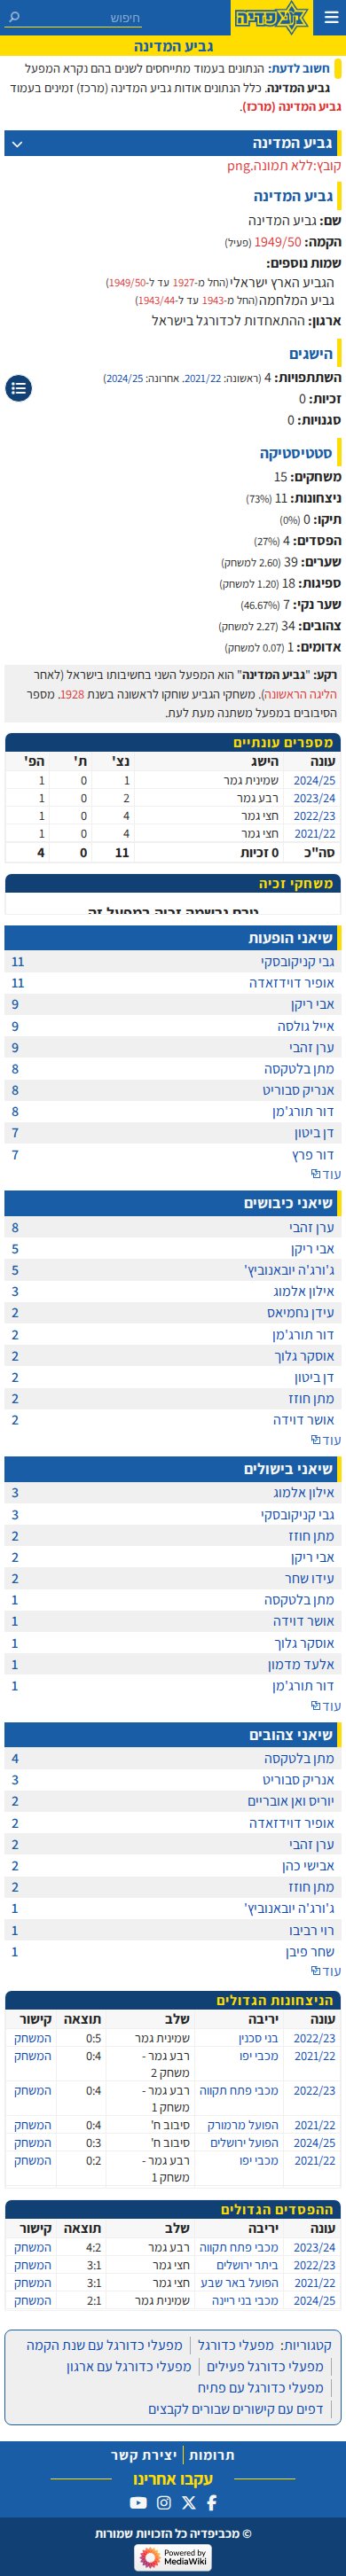 מכביפדיה
חיפוש
גביע המדינה
חשוב לדעת: הנתונים בעמוד מתייחסים לשנים בהם נקרא המפעל
גביע המדינה. כלל הנתונים אודות גביע המדינה (מרכז) זמינים בעמוד
גביע המדינה (מרכז).
גביע המדינה
קובץ:ללא תמונה.png
גביע המדינה
שם: גביע המדינה
הקמה: 1949/50 (פעיל)
שמות נוספים:
הגביע הארץ ישראלי (החל מ-1927 עד ל-1949/50)
גביע המלחמה (החל מ-1943 עד ל-1943/44)
ארגון: ההתאחדות לכדורגל בישראל
הישגים
השתתפויות: 4 (ראשונה: 2021/22. אחרונה: 2024/25)
זכיות: 0
סגנויות: 0
סטטיסטיקה
משחקים: 15
ניצחונות: 11 (73%)
תיקו: 0 (0%)
הפסדים: 4 (27%)
שערים: 39 (2.60 למשחק)
ספיגות: 18 (1.20 למשחק)
שער נקי: 7 (46.67%)
צהובים: 34 (2.27 למשחק)
אדומים: 1 (0.07 למשחק)
רקע: "גביע המדינה" הוא המפעל השני בחשיבותו בישראל (לאחר
הליגה הראשונה). משחקי הגביע שוחקו לראשונה בשנת 1928. מספר
הסיבובים במפעל משתנה מעת לעת.
מספרים עונתיים
עונה הישג נצ' ת' הפ'
2024/25 שמינית גמר 1 0 1
2023/24 רבע גמר 2 0 1
2022/23 חצי גמר 4 0 1
2021/22 חצי גמר 4 0 1
סה"כ 0 זכיות 11 0 4
משחקי זכיה
טרם נרשמה זכיה במפעל זה
שיאני הופעות
גבי קניקובסקי 11
אופיר דוידזאדה 11
אבי ריקן 9
אייל גולסה 9
ערן זהבי 9
מתן בלטקסה 8
אנריק סבוריט 8
דור תורג'מן 8
דן ביטון 7
דור פרץ 7
עוד
שיאני כיבושים
ערן זהבי 8
אבי ריקן 5
ג'ורג'ה יובאנוביץ' 5
אילון אלמוג 3
עידן נחמיאס 2
דור תורג'מן 2
אוסקר גלוך 2
דן ביטון 2
מתן חוזז 2
אושר דוידה 2
עוד
שיאני בישולים
אילון אלמוג 3
גבי קניקובסקי 3
מתן חוזז 2
אבי ריקן 2
עידו שחר 2
מתן בלטקסה 1
אושר דוידה 1
אוסקר גלוך 1
אלעד מדמון 1
דור תורג'מן 1
עוד
שיאני צהובים
מתן בלטקסה 4
אנריק סבוריט 3
יוריס ואן אובריים 2
אופיר דוידזאדה 2
ערן זהבי 2
אבישי כהן 2
מתן חוזז 2
ג'ורג'ה יובאנוביץ' 1
רוי רביבו 1
שחר פיבן 1
עוד
הניצחונות הגדולים
עונה יריבה שלב תוצאה קישור
2022/23 בני סכנין שמינית גמר 0:5 המשחק
2021/22 מכבי יפו רבע גמר - 0:4 המשחק
משחק 2
2022/23 מכבי פתח תקווה רבע גמר - 0:4 המשחק
משחק 1
2021/22 הפועל מרמורק סיבוב ח' 0:4 המשחק
2024/25 הפועל ירושלים סיבוב ח' 0:3 המשחק
2021/22 מכבי יפו רבע גמר - 0:2 המשחק
משחק 1
ההפסדים הגדולים
עונה יריבה שלב תוצאה קישור
2023/24 מכבי פתח תקווה רבע גמר 4:2 המשחק
2022/23 ביתר ירושלים חצי גמר 3:1 המשחק
2021/22 הפועל באר שבע חצי גמר 3:1 המשחק
2024/25 מכבי בני ריינה שמינית גמר 2:1 המשחק
קטגוריות: מפעלי כדורגל | מפעלי כדורגל עם שנת הקמה
| מפעלי כדורגל פעילים | מפעלי כדורגל עם ארגון
| מפעלי כדורגל עם פתיח
| דפים עם קישורים שבורים לקבצים
תרומות | יצירת קשר
עקבו אחרינו
© מכביפדיה כל הזכויות שמורות
Powered by
MediaWiki